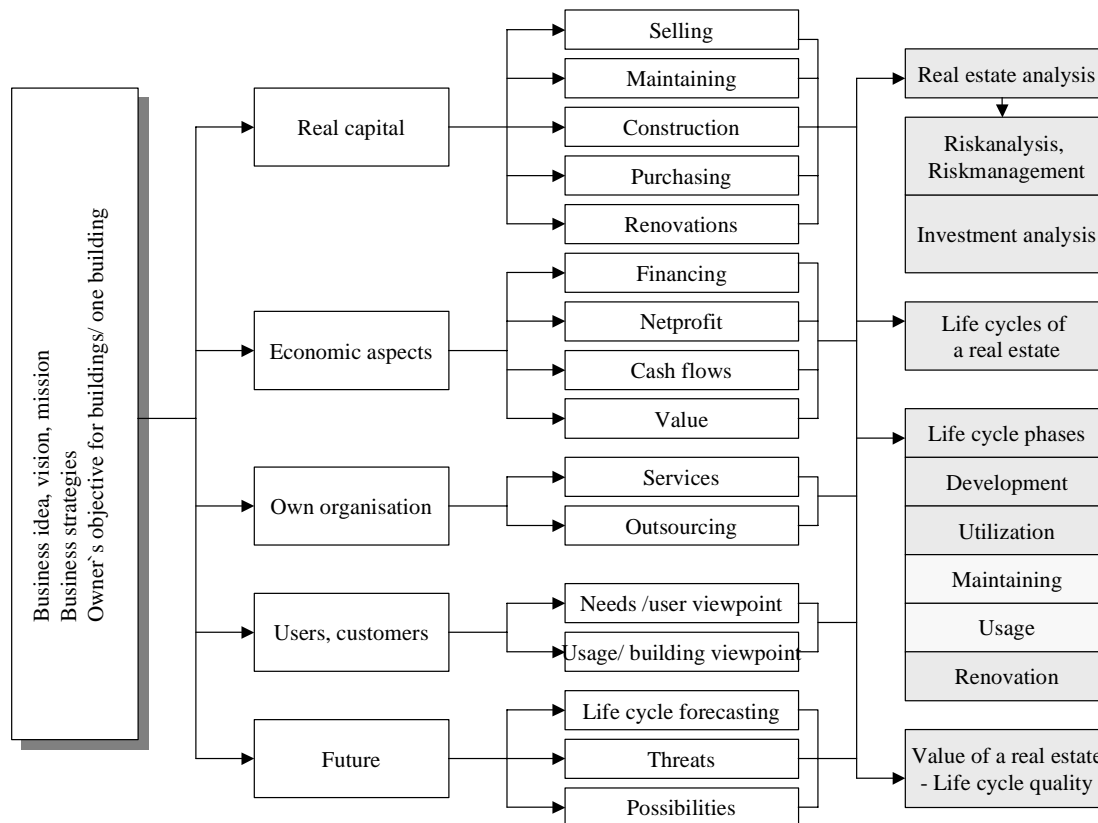 Business idea, vision, mission
Business strategies
Owner`s objective for buildings/ one building
Real capital
Economic aspects
Own organisation
Users, customers
Future
Selling
Maintaining
Construction
Purchasing
Renovations
Financing
Netprofit
Cash flows
Value
Services
Outsourcing
Needs /user viewpoint
Usage/ building viewpoint
Life cycle forecasting
Threats
Possibilities
Real estate analysis
Riskanalysis,
Riskmanagement
Investment analysis
Life cycles of
a real estate
Life cycle phases
Development
Utilization
Maintaining
Usage
Renovation
Value of a real estate
- Life cycle quality